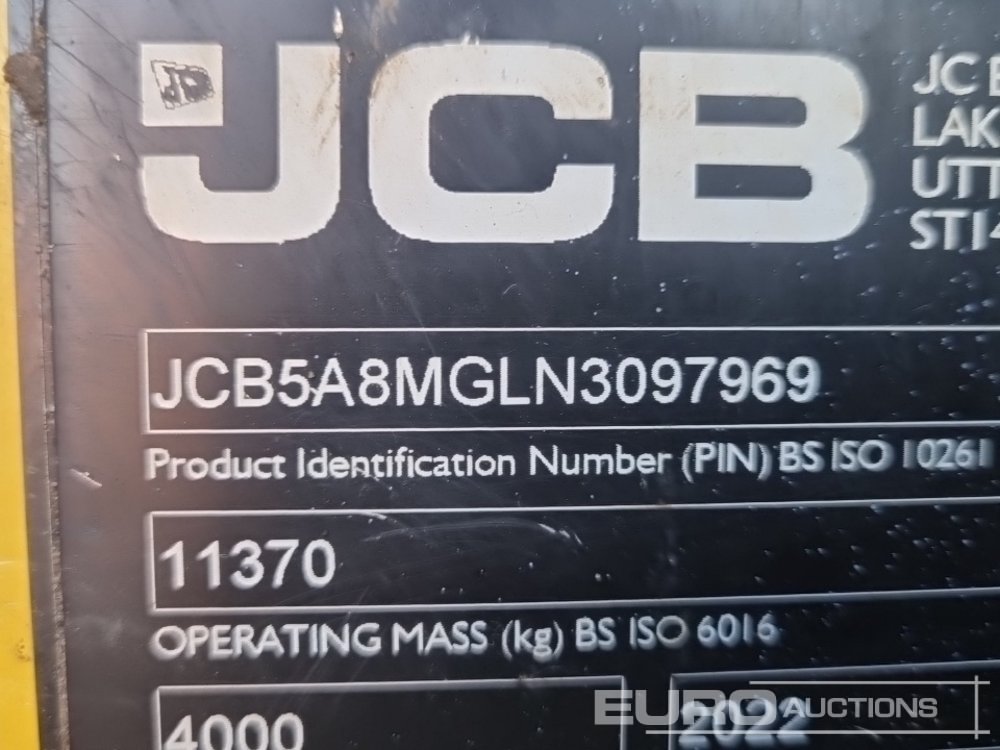 JCB
JC
LAK
UTT
ST14
JCB5A8MGLN3097969
Product Identification Number (PIN) BS ISO 10261
11370
OPERATING MASS (kg) BS ISO 6016
4000
2022
EURO AUCTIONS